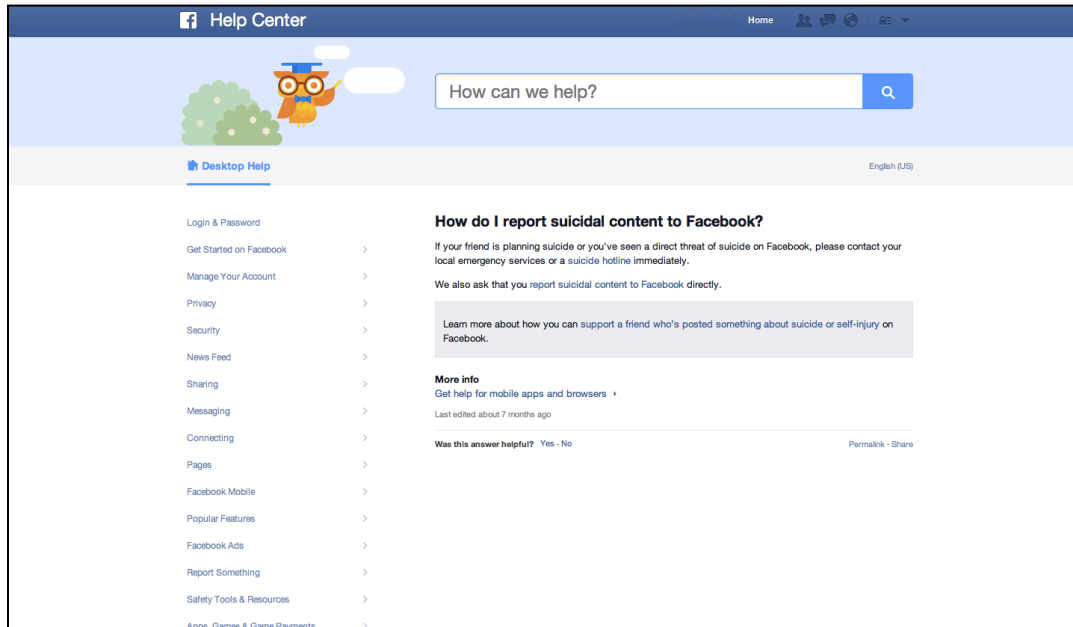 Help Center
Home
How can we help?
Desktop Help
English (US)
Login & Password
Get Started on Facebook
Manage Your Account
Privacy
Security
News Feed
Sharing
Messaging
Connecting
Pages
Facebook Mobile
Popular Features
Facebook Ads
Report Something
Safety Tools & Resources
Apps, Games & Game Payments
How do I report suicidal content to Facebook?
If your friend is planning suicide or you've seen a direct threat of suicide on Facebook, please contact your
local emergency services or a suicide hotline immediately.
We also ask that you report suicidal content to Facebook directly.
Learn more about how you can support a friend who's posted something about suicide or self-injury on
Facebook.
More info
Get help for mobile apps and browsers
Last edited about 7 months ago
Was this answer helpful? Yes · No
Permalink · Share